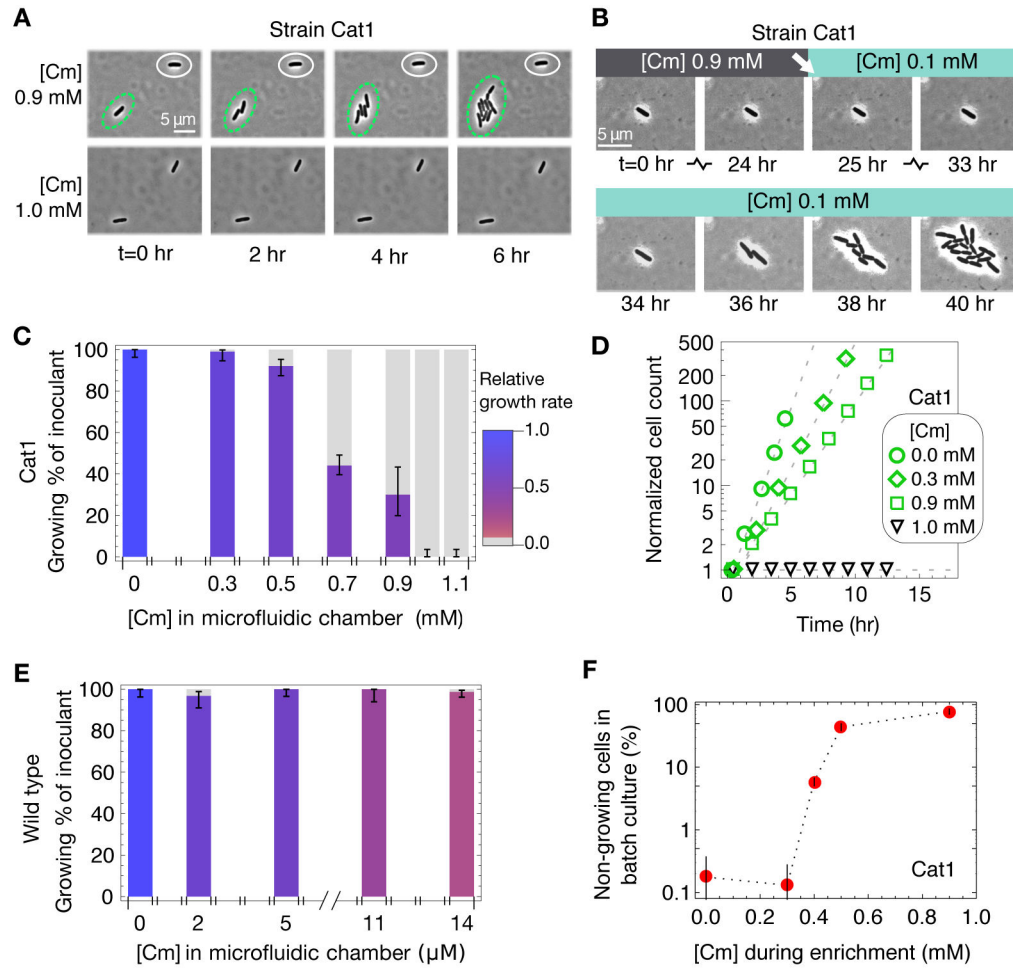 A
Strain Cat1
[Cm]
0.9 mM
5 µm
[Cm]
1.0 mM
t=0 hr
2 hr
4 hr
6 hr
B
Strain Cat1
[Cm] 0.9 mM
[Cm] 0.1 mM
5 µm
t=0 hr
24 hr
25 hr
33 hr
[Cm] 0.1 mM
34 hr
36 hr
38 hr
40 hr
C
Cat1
Growing % of inoculant
100
80
60
40
20
0
0
0.3
0.5
0.7
0.9
1.1
[Cm] in microfluidic chamber (mM)
Relative
growth rate
1.0
0.5
0.0
D
Normalized cell count
500
100
50
20
10
5
2
1
0
5
10
15
Time (hr)
Cat1
[Cm]
0.0 mM
0.3 mM
0.9 mM
1.0 mM
E
Wild type
Growing % of inoculant
100
80
60
40
20
100
0
2
5
//
11
14
[Cm] in microfluidic chamber (µM)
F
Non-growing cells in
batch culture (%)
100
10
1
0.1
0.0
0.2
0.4
0.6
0.8
1.0
Cat1
[Cm] during enrichment (mM)